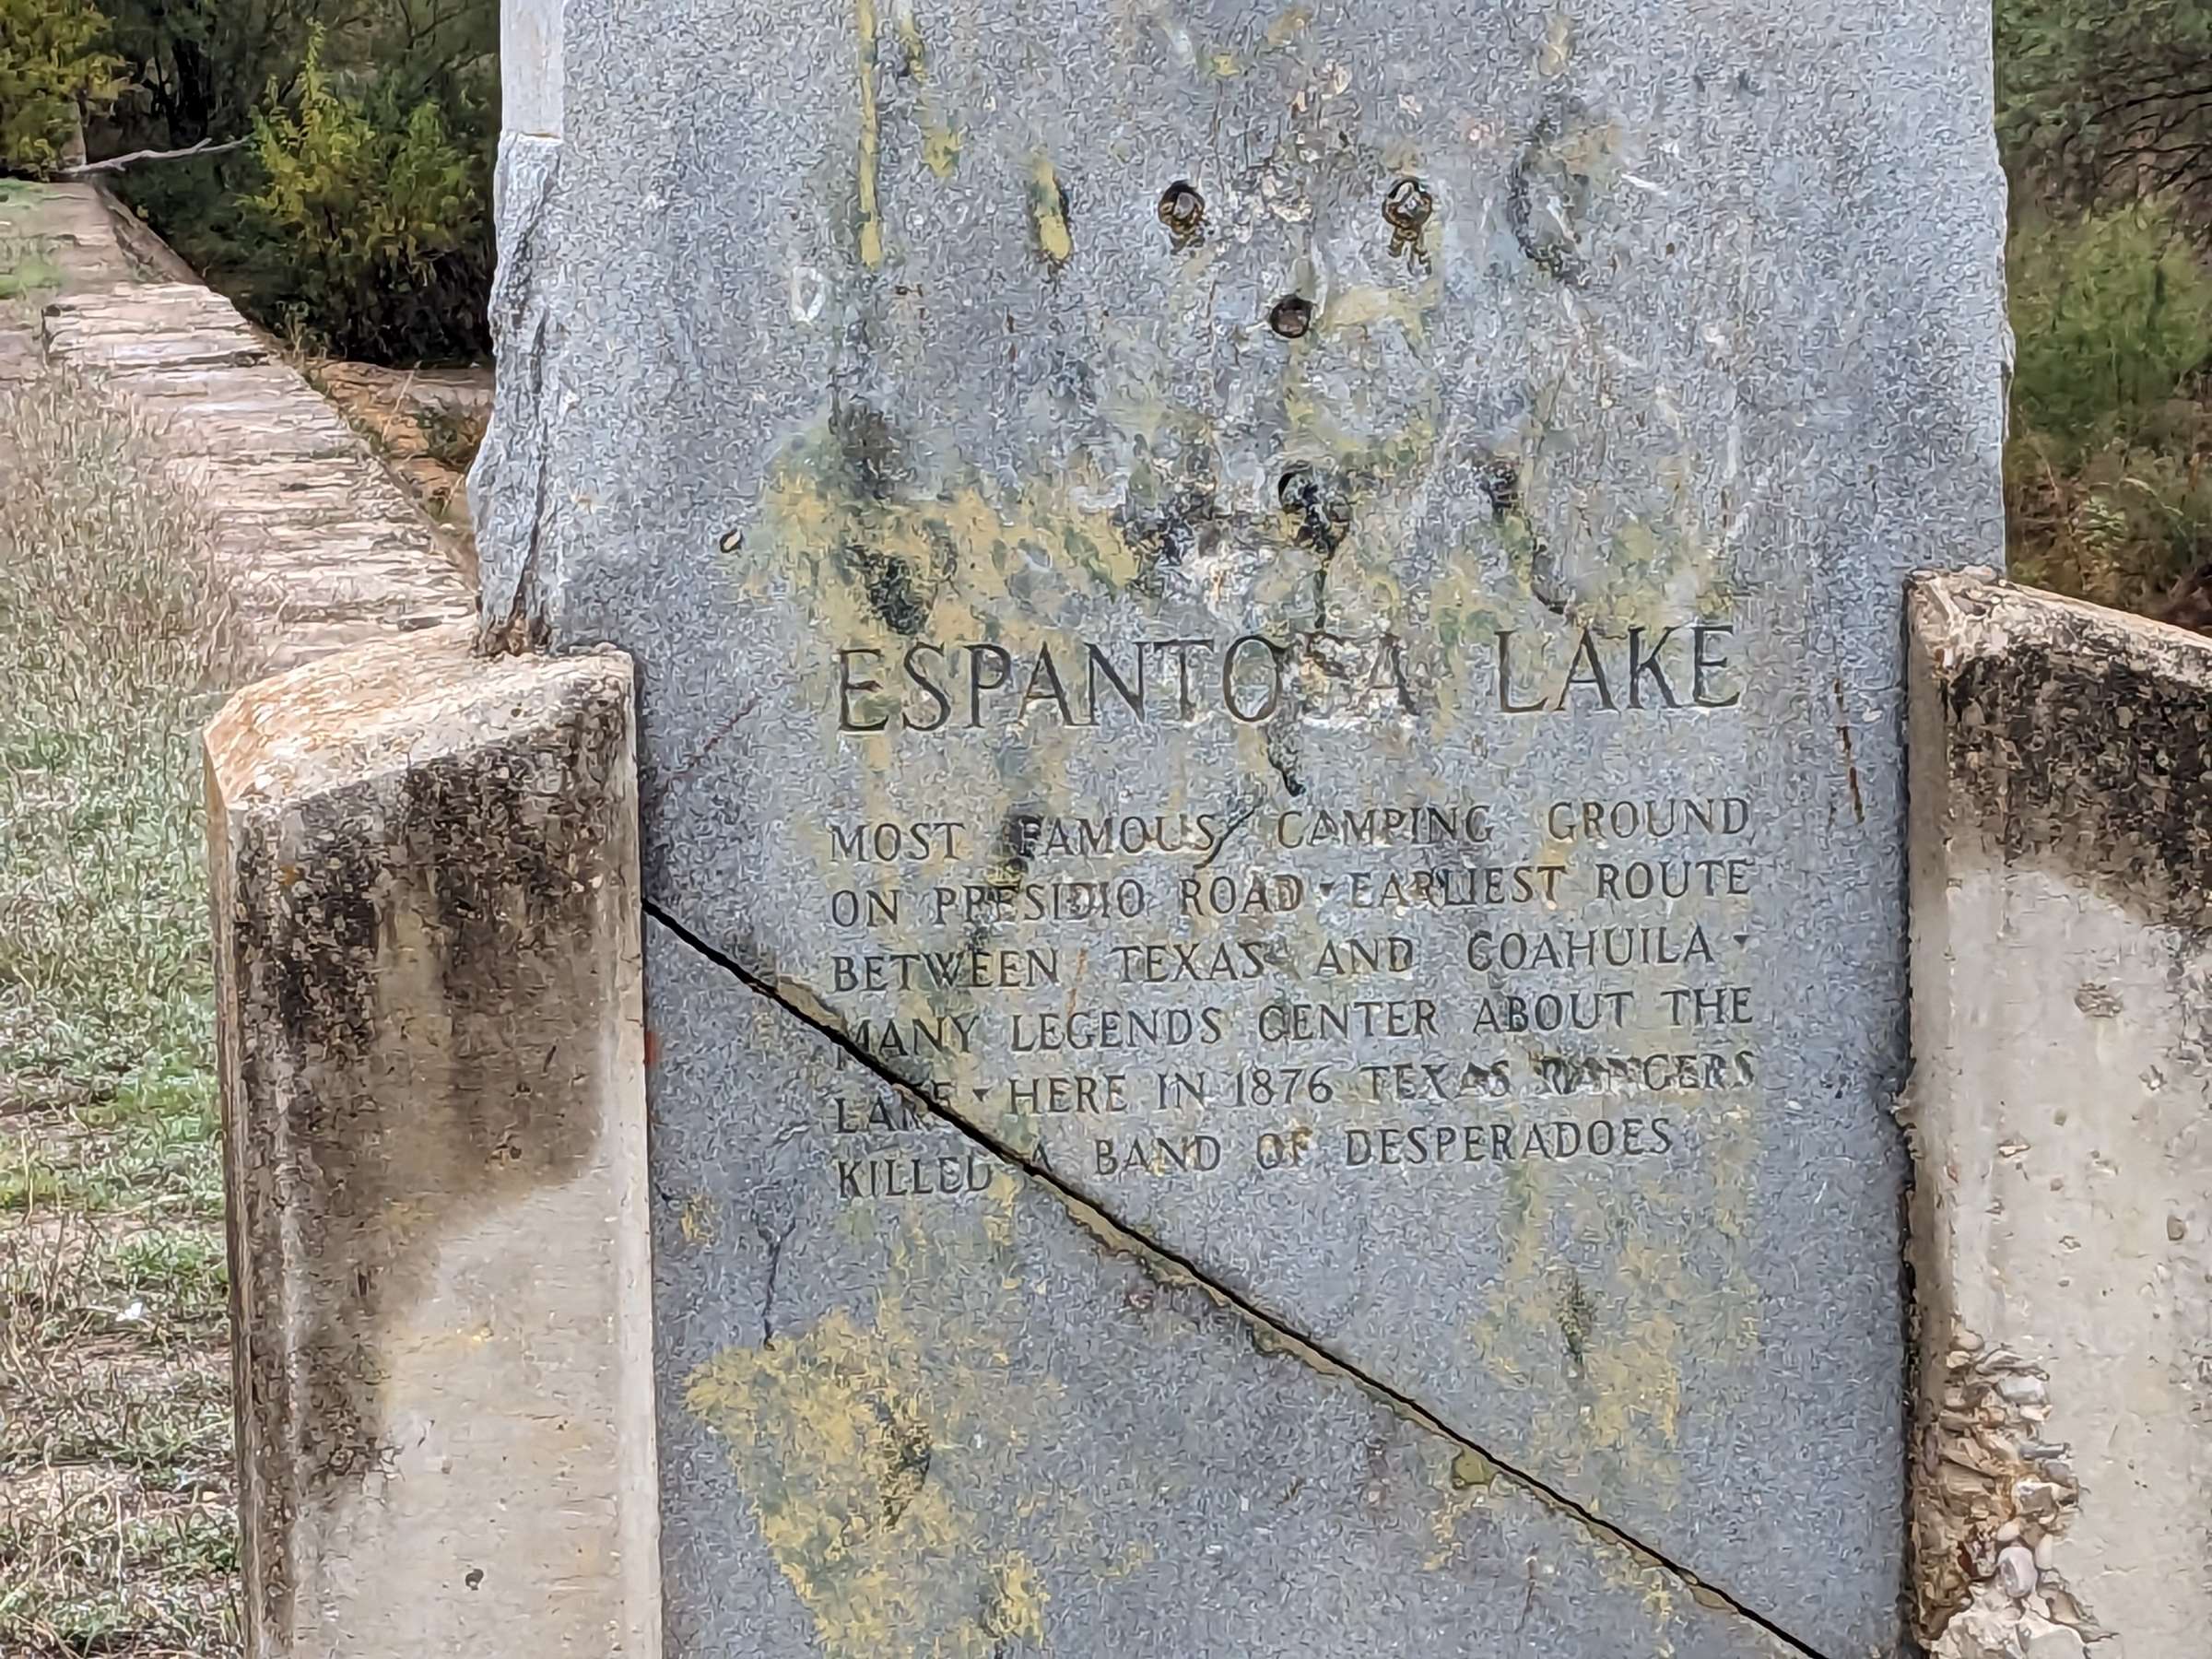 ESPANTOSA LAKE
MOST FAMOUS CAMPING GROUND
ON PRESIDIO ROAD ▾ EARLIEST ROUTE
BETWEEN TEXAS AND COAHUILA ▾
MANY LEGENDS CENTER ABOUT THE
LAKE ▾ HERE IN 1876 TEXAS RANGERS
KILLED A BAND OF DESPERADOES